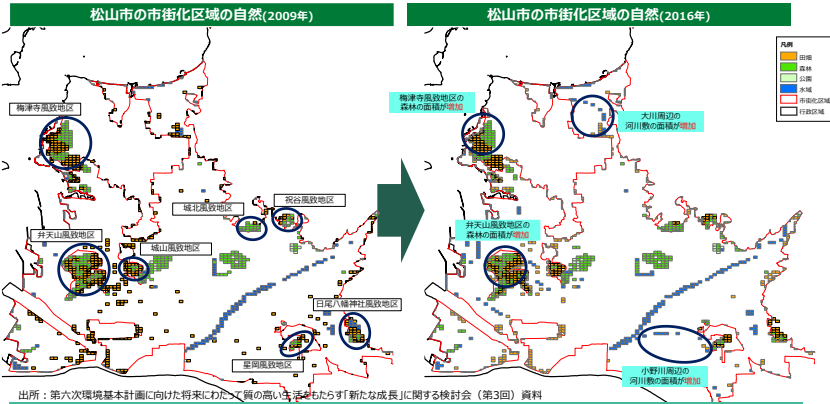 松山市の市街化区域の自然(2009年)
松山市の市街化区域の自然(2016年)
凡例
田畑
森林
公園
水域
市街化区域
行政区域
梅津寺風致地区
城北風致地区
祝谷風致地区
弁天山風致地区
城山風致地区
日尾八幡神社風致地区
星岡風致地区
梅津寺風致地区の
森林の面積が増加
大川周辺の
河川敷の面積が増加
弁天山風致地区の
森林の面積が増加
小野川周辺の
河川敷の面積が増加
出所：第六次環境基本計画に向けた将来にわたって質の高い生活をもたらす「新たな成長」に関する検討会（第3回）資料